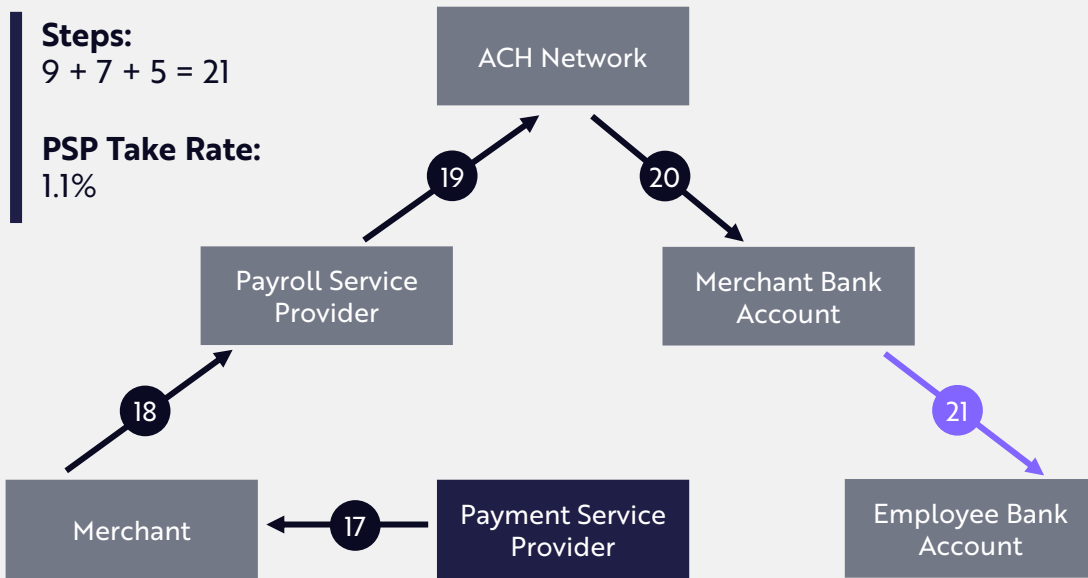 Steps:
9 + 7 + 5 = 21
PSP Take Rate:
1.1%
ACH Network
19
20
Payroll Service
Provider
Merchant Bank
Account
18
21
Merchant
17
Payment Service
Provider
Employee Bank
Account